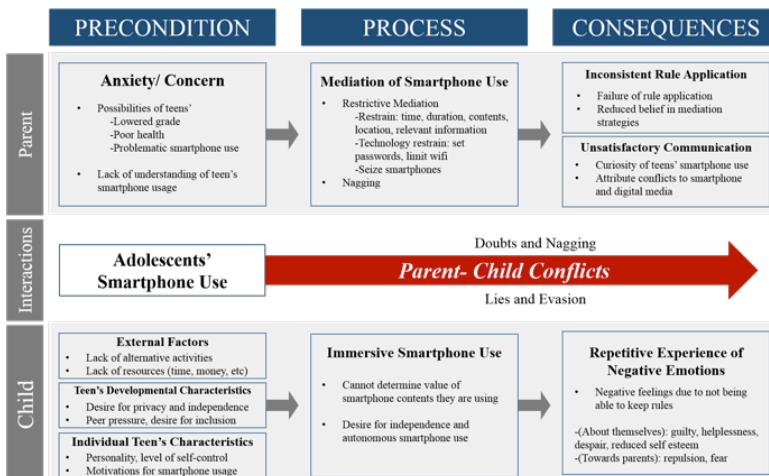 PRECONDITION
PROCESS
CONSEQUENCES
Parent
Anxiety/ Concern
• Possibilities of teens'
-Lowered grade
-Poor health
-Problematic smartphone use
• Lack of understanding of teen's
smartphone usage
Mediation of Smartphone Use
• Restrictive Mediation
-Restrain: time, duration, contents,
location, relevant information
-Technology restrain: set
passwords, limit wifi
-Seize smartphones
• Nagging
Inconsistent Rule Application
• Failure of rule application
• Reduced belief in mediation
strategies
Unsatisfactory Communication
• Curiosity of teens' smartphone use
• Attribute conflicts to smartphone
and digital media
Interactions
Adolescents'
Smartphone Use
Doubts and Nagging
Parent- Child Conflicts
Lies and Evasion
Child
External Factors
• Lack of alternative activities
• Lack of resources (time, money, etc)
Teen's Developmental Characteristics
• Desire for privacy and independence
• Peer pressure, desire for inclusion
Individual Teen's Characteristics
• Personality, level of self-control
• Motivations for smartphone usage
Immersive Smartphone Use
• Cannot determine value of
smartphone contents they are using
• Desire for independence and
autonomous smartphone use
Repetitive Experience of
Negative Emotions
• Negative feelings due to not being
able to keep rules
-(About themselves): guilty, helplessness,
despair, reduced self esteem
-(Towards parents): repulsion, fear